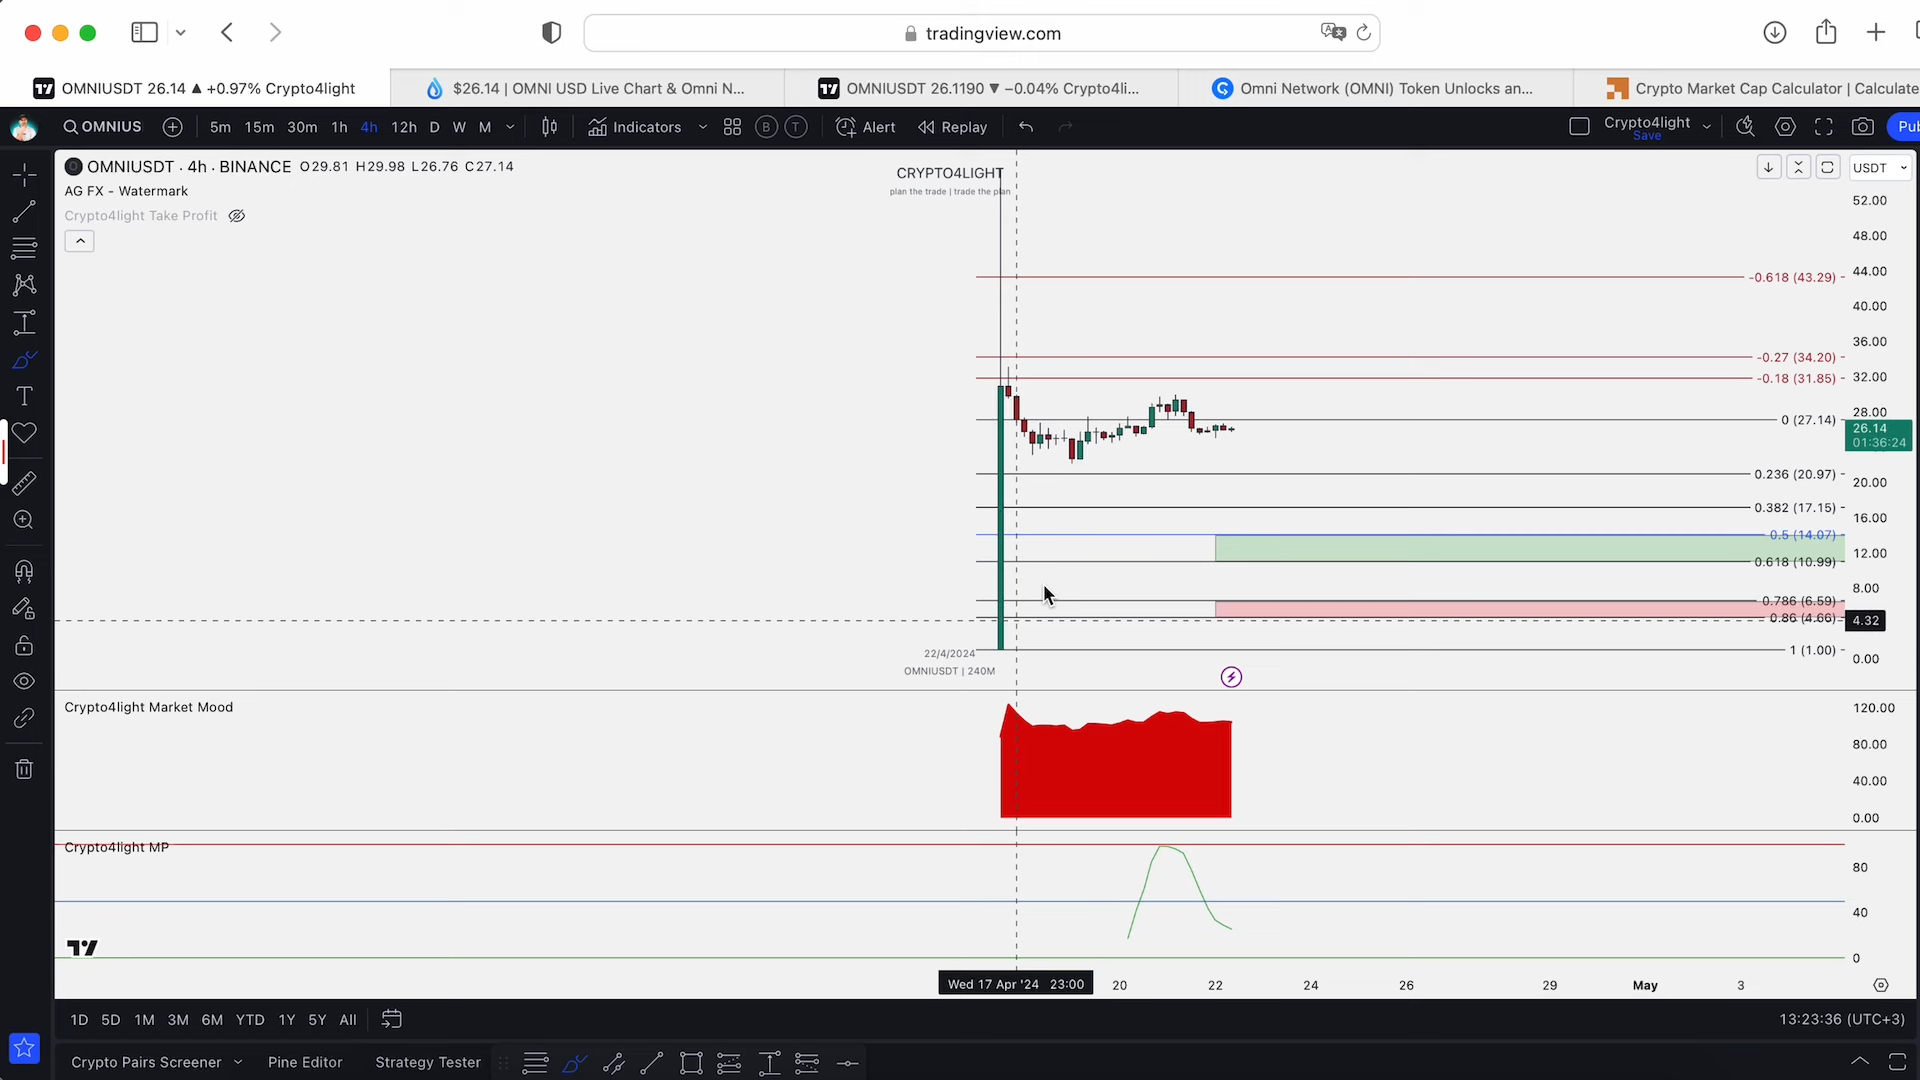 tradingview.com
OMNIUSDT 26.14 ▲ +0.97% Crypto4light
$26.14 | OMNI USD Live Chart & Omni N...
OMNIUSDT 26.1190 ▼ −0.04% Crypto4li...
Omni Network (OMNI) Token Unlocks an...
Crypto Market Cap Calculator | Calculate
OMNIUS
5m 15m 30m 1h 4h 12h D W M
Indicators
B T
Alert
Replay
Crypto4light
Save
Pub
OMNIUSDT · 4h · BINANCE O29.81 H29.98 L26.76 C27.14
AG FX - Watermark
Crypto4light Take Profit
CRYPTO4LIGHT
plan the trade | trade the plan
USDT
52.00
48.00
44.00
-0.618 (43.29)
40.00
36.00
-0.27 (34.20)
32.00
-0.18 (31.85)
28.00
0 (27.14)
26.14
01:36:24
0.236 (20.97)
20.00
0.382 (17.15)
16.00
0.5 (14.07)
12.00
0.618 (10.99)
8.00
0.786 (6.59)
0.86 (4.66)
4.32
1 (1.00)
0.00
22/4/2024
OMNIUSDT | 240M
Crypto4light Market Mood
120.00
80.00
40.00
0.00
Crypto4light MP
80
40
0
Wed 17 Apr '24 23:00
20 22 24 26 29 May 3
1D 5D 1M 3M 6M YTD 1Y 5Y All
13:23:36 (UTC+3)
Crypto Pairs Screener
Pine Editor
Strategy Tester